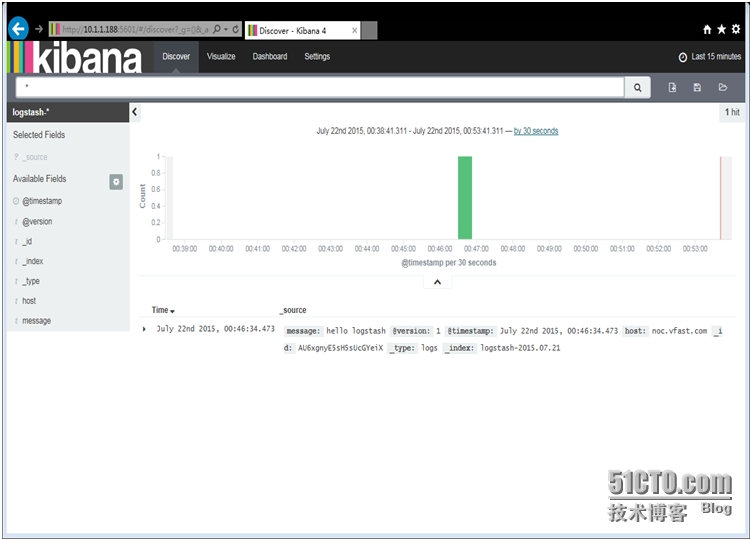 http://10.1.1.188:5601/#/discover?_g=()&_a
Discover - Kibana 4
kibana
Discover Visualize Dashboard Settings
Last 15 minutes
*
logstash-*
1 hit
Selected Fields
? _source
Available Fields
@timestamp
t @version
t _id
t _index
t _type
t host
t message
July 22nd 2015, 00:38:41.311 - July 22nd 2015, 00:53:41.311 — by 30 seconds
Count
1
0.8
0.6
0.4
0.2
0
00:39:00 00:40:00 00:41:00 00:42:00 00:43:00 00:44:00 00:45:00 00:46:00 00:47:00 00:48:00 00:49:00 00:50:00 00:51:00 00:52:00 00:53:00
@timestamp per 30 seconds
Time _source
July 22nd 2015, 00:46:34.473 message: hello logstash @version: 1 @timestamp: July 22nd 2015, 00:46:34.473 host: noc.vfast.com _i
d: AU6xgnyE5sH5sUcGYeiX _type: logs _index: logstash-2015.07.21
51CTO.com
技术博客 Blog